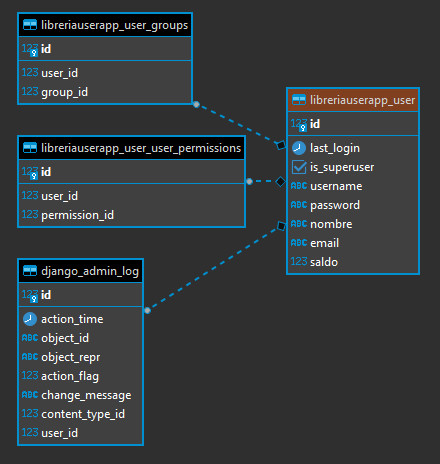 libreriauserapp_user_groups
123 id
123 user_id
123 group_id
libreriauserapp_user_user_permissions
123 id
123 user_id
123 permission_id
django_admin_log
123 id
action_time
ABC object_id
ABC object_repr
123 action_flag
ABC change_message
123 content_type_id
123 user_id
libreriauserapp_user
123 id
last_login
is_superuser
ABC username
ABC password
ABC nombre
ABC email
123 saldo